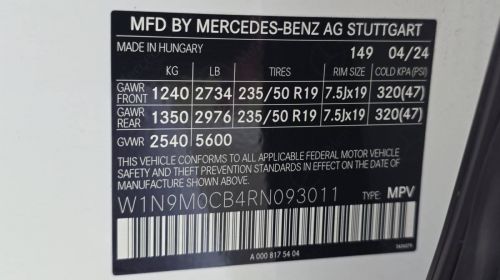 MFD BY MERCEDES-BENZ AG STUTTGART
MADE IN HUNGARY 149 04/24
KG LB TIRES RIM SIZE COLD KPA(PSI)
GAWR FRONT 1240 2734 235/50 R19 7.5Jx19 320(47)
GAWR REAR 1350 2976 235/50 R19 7.5Jx19 320(47)
GVWR 2540 5600
THIS VEHICLE CONFORMS TO ALL APPLICABLE FEDERAL MOTOR VEHICLE
SAFETY AND THEFT PREVENTION STANDARDS IN EFFECT ON THE
DATE OF MANUFACTURE SHOWN ABOVE.
W1N9M0CB4RN093011 TYPE: MPV
A 000 817 54 04